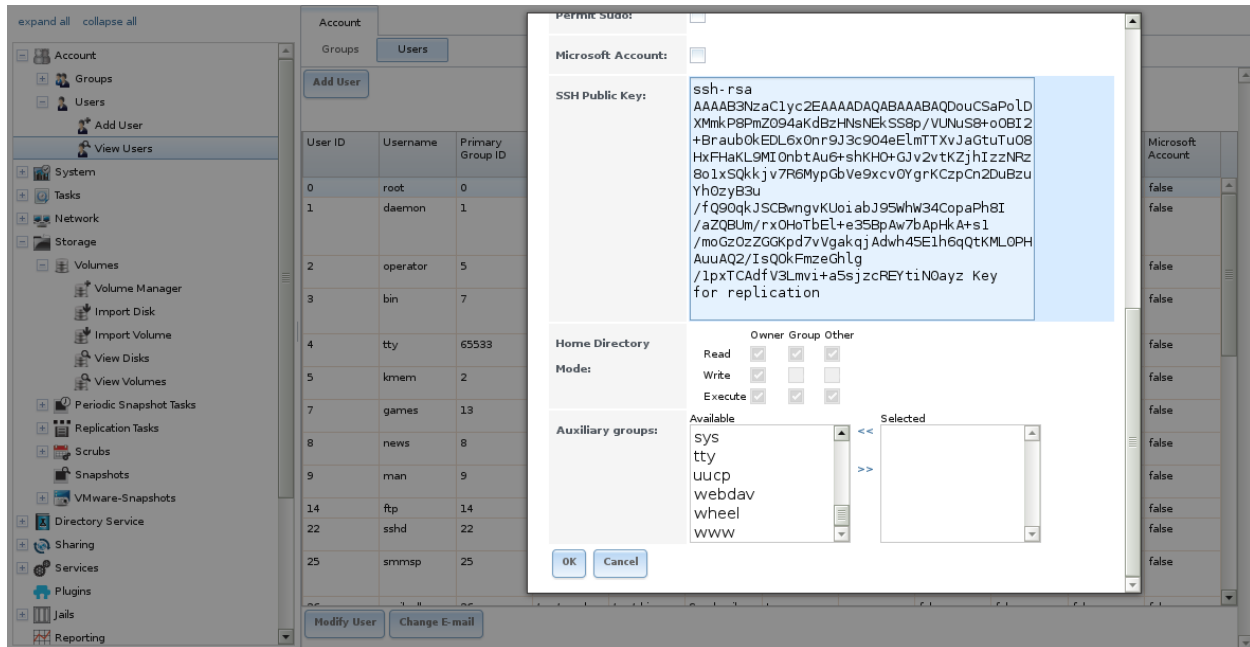 expand all collapse all
Account
Groups
Users
Add User
View Users
System
Tasks
Network
Storage
Volumes
Volume Manager
Import Disk
Import Volume
View Disks
View Volumes
Periodic Snapshot Tasks
Replication Tasks
Scrubs
Snapshots
VMware-Snapshots
Directory Service
Sharing
Services
Plugins
Jails
Reporting
Account
Groups Users
Add User
User ID Username Primary Group ID Microsoft Account
0 root 0 false
1 daemon 1 false
2 operator 5 false
3 bin 7 false
4 tty 65533 false
5 kmem 2 false
7 games 13 false
8 news 8 false
9 man 9 false
14 ftp 14 false
22 sshd 22 false
25 smmsp 25 false
Modify User Change E-mail
Permit Sudo:
Microsoft Account:
SSH Public Key:
ssh-rsa
AAAAB3NzaC1yc2EAAAADAQABAAABAQDouCSaPolD
XMmkP8PmZ094aKdBzHNsNEkSS8p/VUNuS8+oOBI2
+Braub0kEDL6xOnr9J3c9O4eElmTTXvJaGtuTuO8
HxFHaKL9MIOnbtAu6+shKHO+GJv2vtKZjhIzzNRz
8o1xSQkkjv7R6MypGbVe9xcvOYgrKCzpCn2DuBzu
YhOzyB3u
/fQ90qkJSCBwngvKUoiabJ95WhW34CopaPh8I
/aZQBUm/rxOHoTbEl+e35BpAw7bApHkA+s1
/moGzOzZGGKpd7vVgakqjAdwh45E1h6qQtKML0PH
AuuAQ2/IsQOkFmzeGhlg
/1pxTCAdfV3Lmvi+a5sjzcREYtiNOayz Key
for replication
Home Directory Mode:
Owner Group Other
Read
Write
Execute
Auxiliary groups:
Available Selected
sys
tty
uucp
webdav
wheel
www
<<
>>
OK Cancel